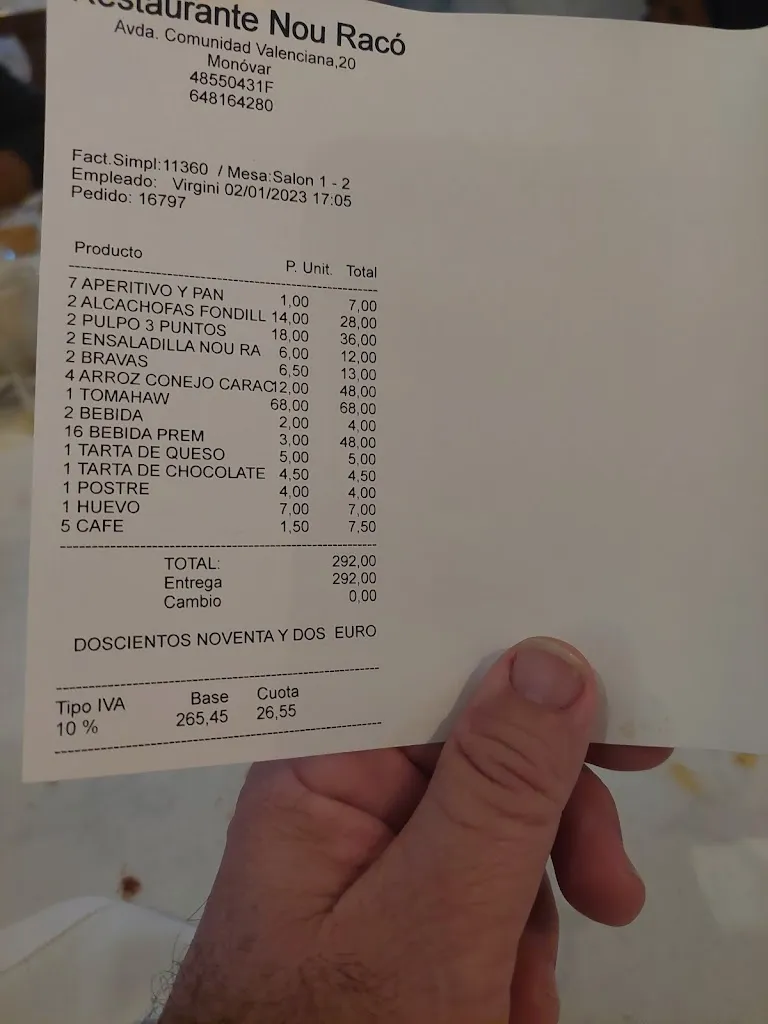 Restaurante Nou Racó
Avda. Comunidad Valenciana,20
Monóvar
48550431F
648164280
Fact.Simpl:11360 / Mesa:Salon 1 - 2
Empleado: Virgini 02/01/2023 17:05
Pedido: 16797
Producto P. Unit. Total
7 APERITIVO Y PAN 1,00 7,00
2 ALCACHOFAS FONDILL 14,00 28,00
2 PULPO 3 PUNTOS 18,00 36,00
2 ENSALADILLA NOU RA 6,00 12,00
2 BRAVAS 6,50 13,00
4 ARROZ CONEJO CARAC 12,00 48,00
1 TOMAHAW 68,00 68,00
2 BEBIDA 2,00 4,00
16 BEBIDA PREM 3,00 48,00
1 TARTA DE QUESO 5,00 5,00
1 TARTA DE CHOCOLATE 4,50 4,50
1 POSTRE 4,00 4,00
1 HUEVO 7,00 7,00
5 CAFE 1,50 7,50
TOTAL: 292,00
Entrega 292,00
Cambio 0,00
DOSCIENTOS NOVENTA Y DOS EURO
Tipo IVA Base Cuota
10 % 265,45 26,55